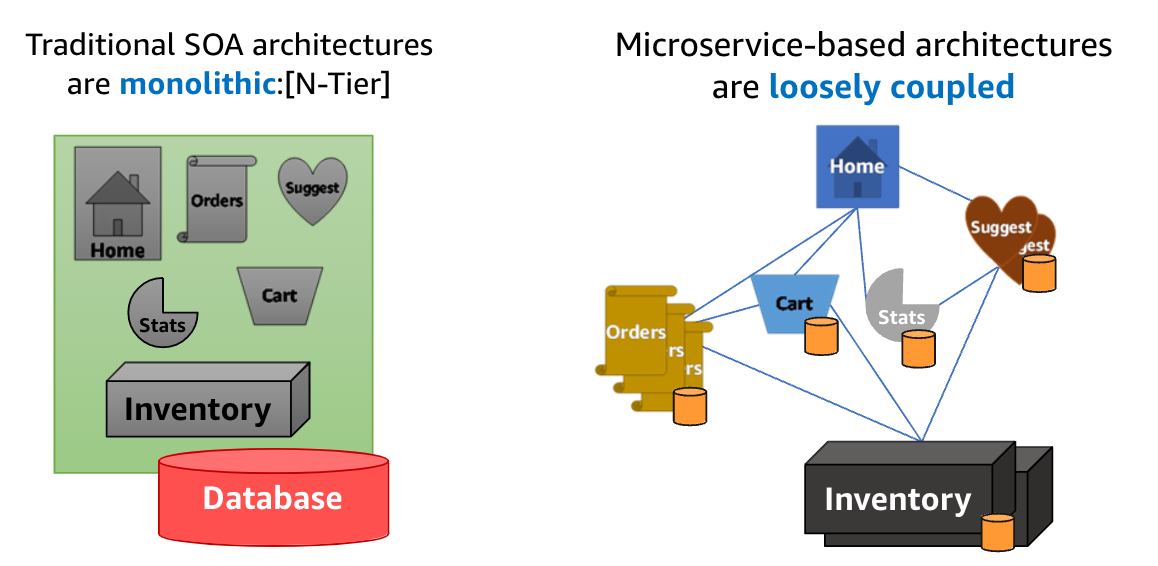 Traditional SOA architectures
are monolithic:[N-Tier]
Home
Orders
Suggest
Stats
Cart
Inventory
Database
Microservice-based architectures
are loosely coupled
Home
Suggest
gest
Orders
rs
rs
Cart
Stats
Inventory